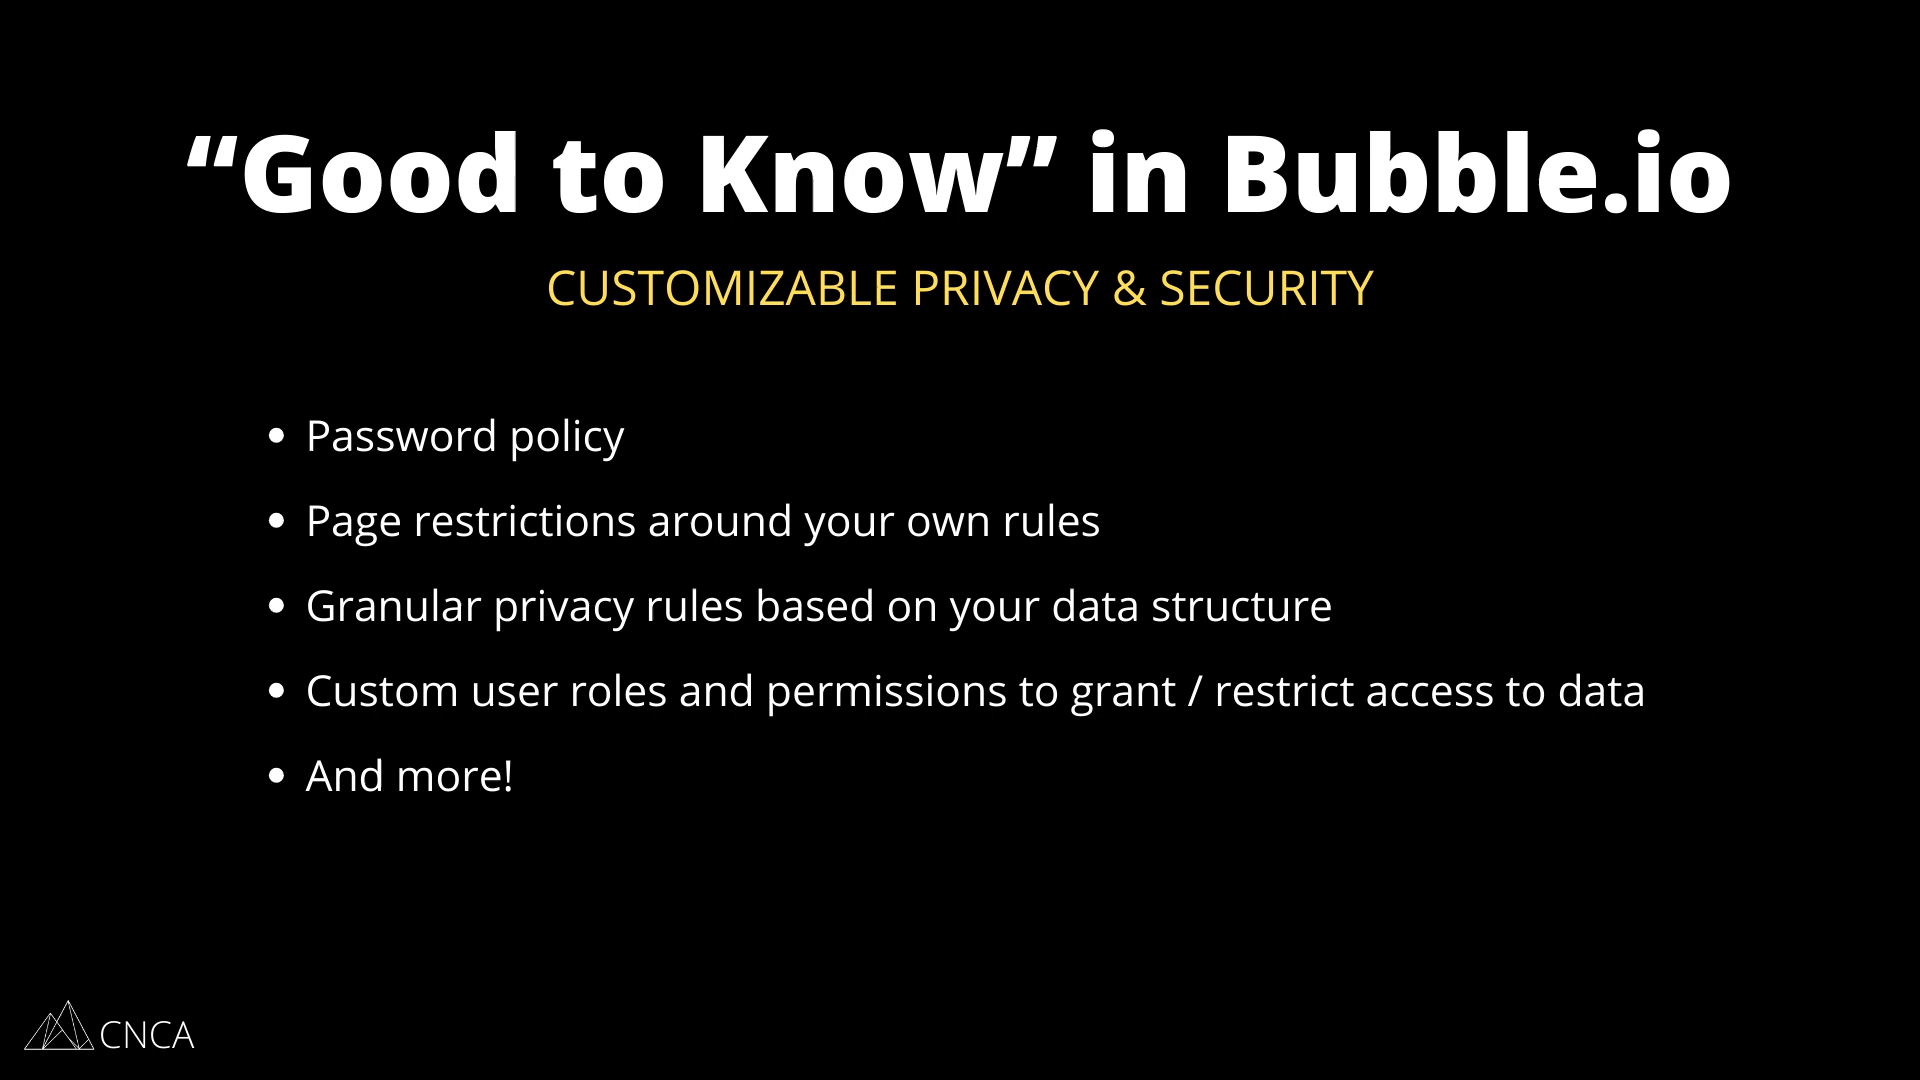 “Good to Know” in Bubble.io
CUSTOMIZABLE PRIVACY & SECURITY
• Password policy
• Page restrictions around your own rules
• Granular privacy rules based on your data structure
• Custom user roles and permissions to grant / restrict access to data
• And more!
CNCA